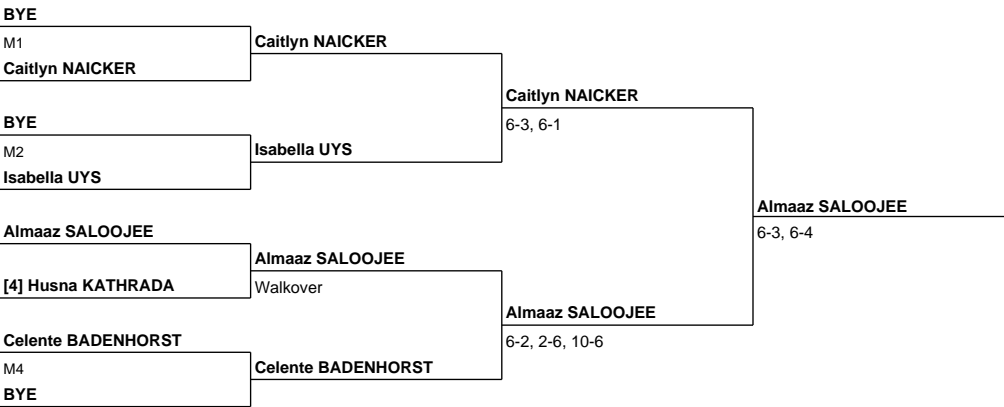 BYE
M1
Caitlyn NAICKER
Caitlyn NAICKER
BYE
M2
Isabella UYS
Isabella UYS
Caitlyn NAICKER
6-3, 6-1
Almaaz SALOOJEE
[4] Husna KATHRADA
Almaaz SALOOJEE
Walkover
Celente BADENHORST
M4
BYE
Celente BADENHORST
Almaaz SALOOJEE
6-2, 2-6, 10-6
Almaaz SALOOJEE
6-3, 6-4